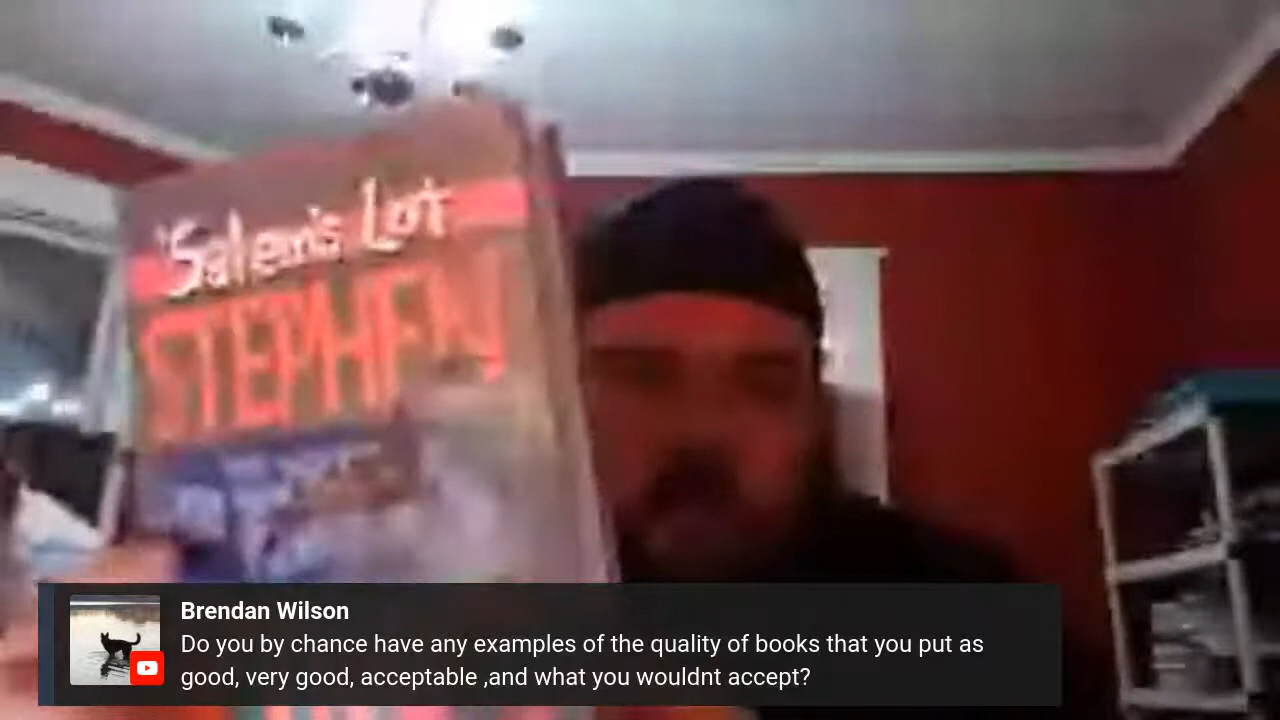 'Salem's Lot
STEPHEN
Brendan Wilson
Do you by chance have any examples of the quality of books that you put as
good, very good, acceptable ,and what you wouldnt accept?